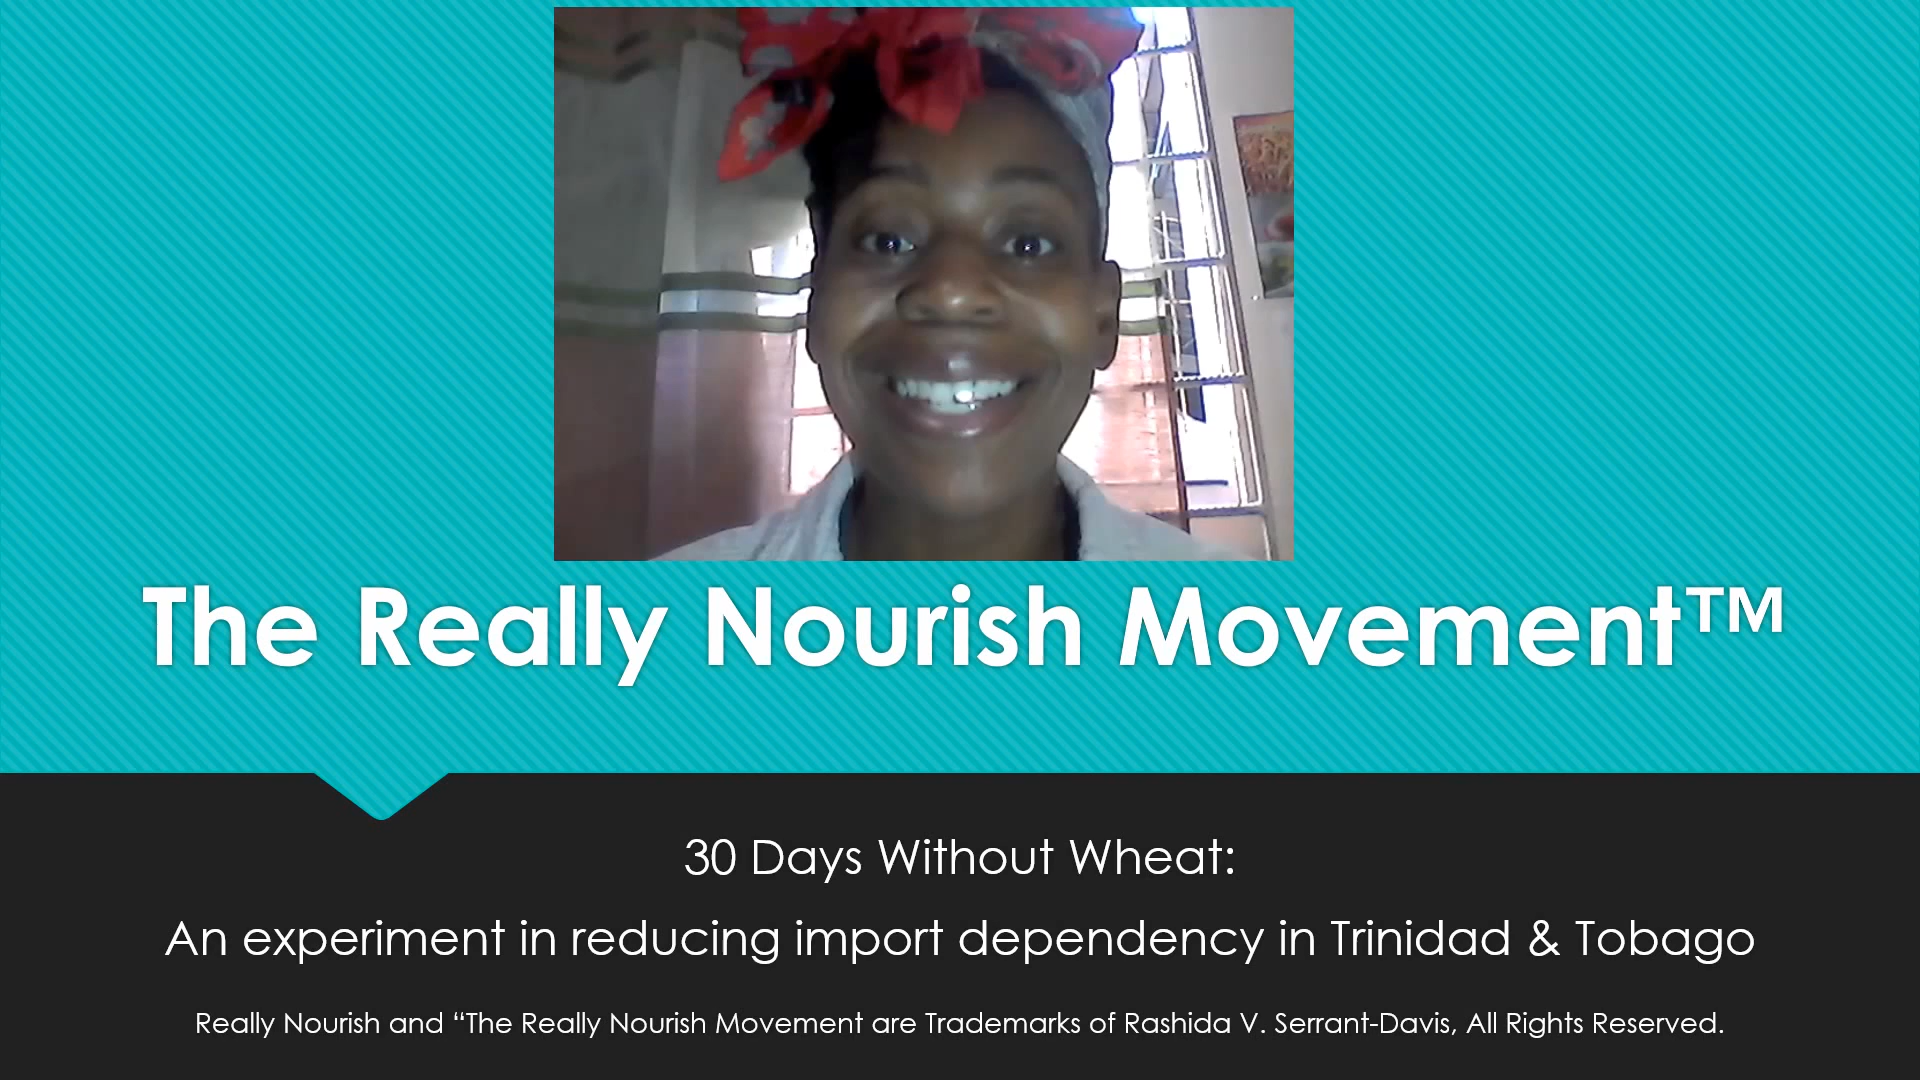 The Really Nourish Movement™
30 Days Without Wheat:
An experiment in reducing import dependency in Trinidad & Tobago
Really Nourish and “The Really Nourish Movement are Trademarks of Rashida V. Serrant-Davis, All Rights Reserved.